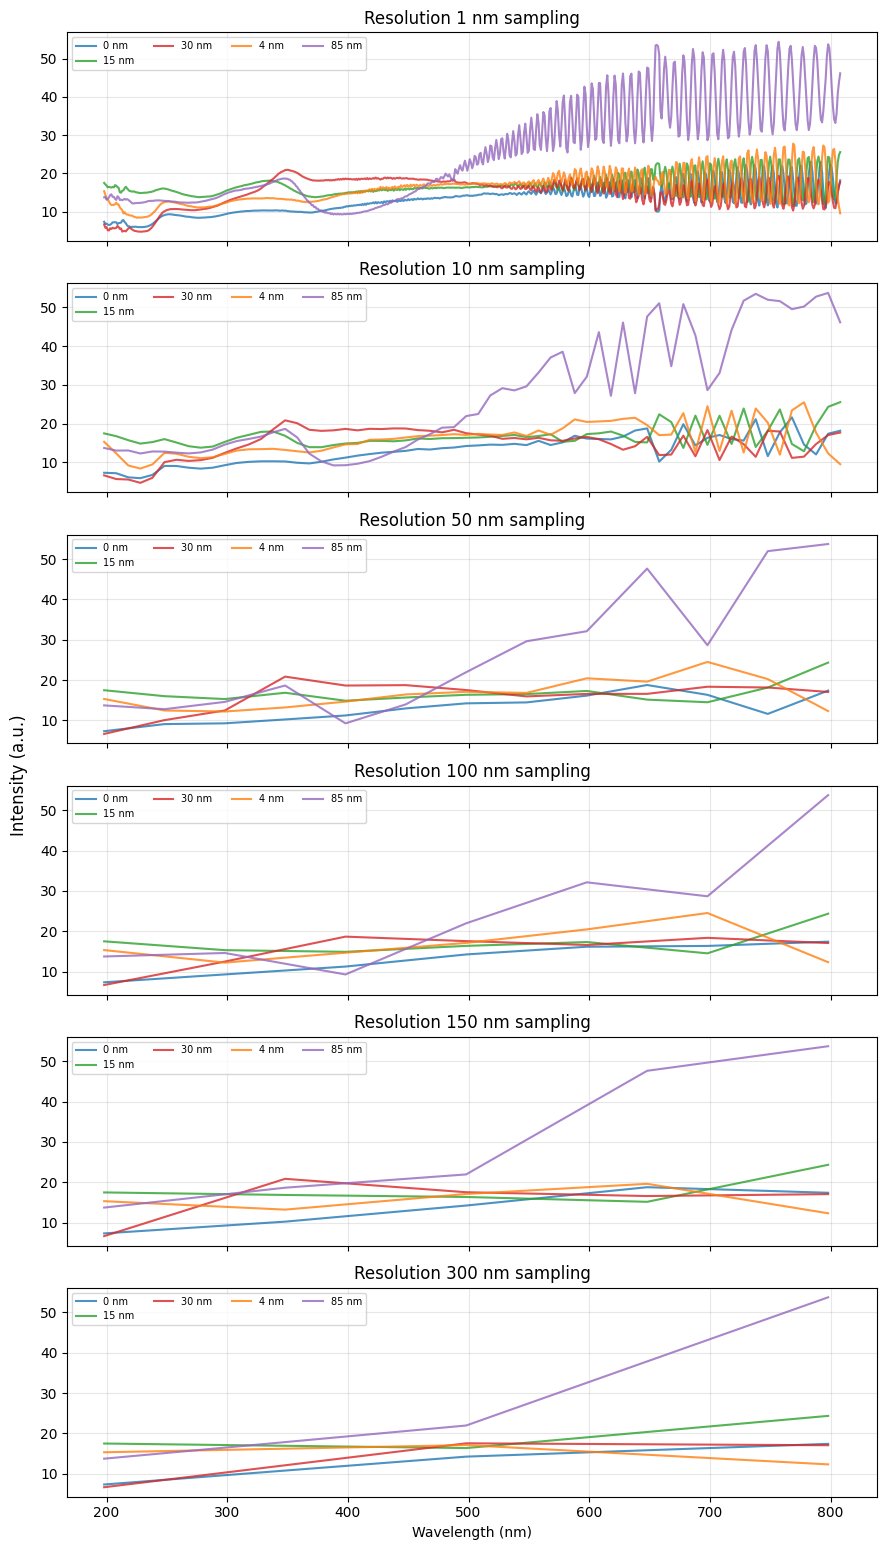 Resolution 1 nm sampling
0 nm 30 nm 4 nm 85 nm
15 nm
50
40
30
20
10
Resolution 10 nm sampling
0 nm 30 nm 4 nm 85 nm
15 nm
50
40
30
20
10
Resolution 50 nm sampling
0 nm 30 nm 4 nm 85 nm
15 nm
50
40
30
20
10
Intensity (a.u.)
Resolution 100 nm sampling
0 nm 30 nm 4 nm 85 nm
15 nm
50
40
30
20
10
Resolution 150 nm sampling
0 nm 30 nm 4 nm 85 nm
15 nm
50
40
30
20
10
Resolution 300 nm sampling
0 nm 30 nm 4 nm 85 nm
15 nm
50
40
30
20
10
200 300 400 500 600 700 800
Wavelength (nm)